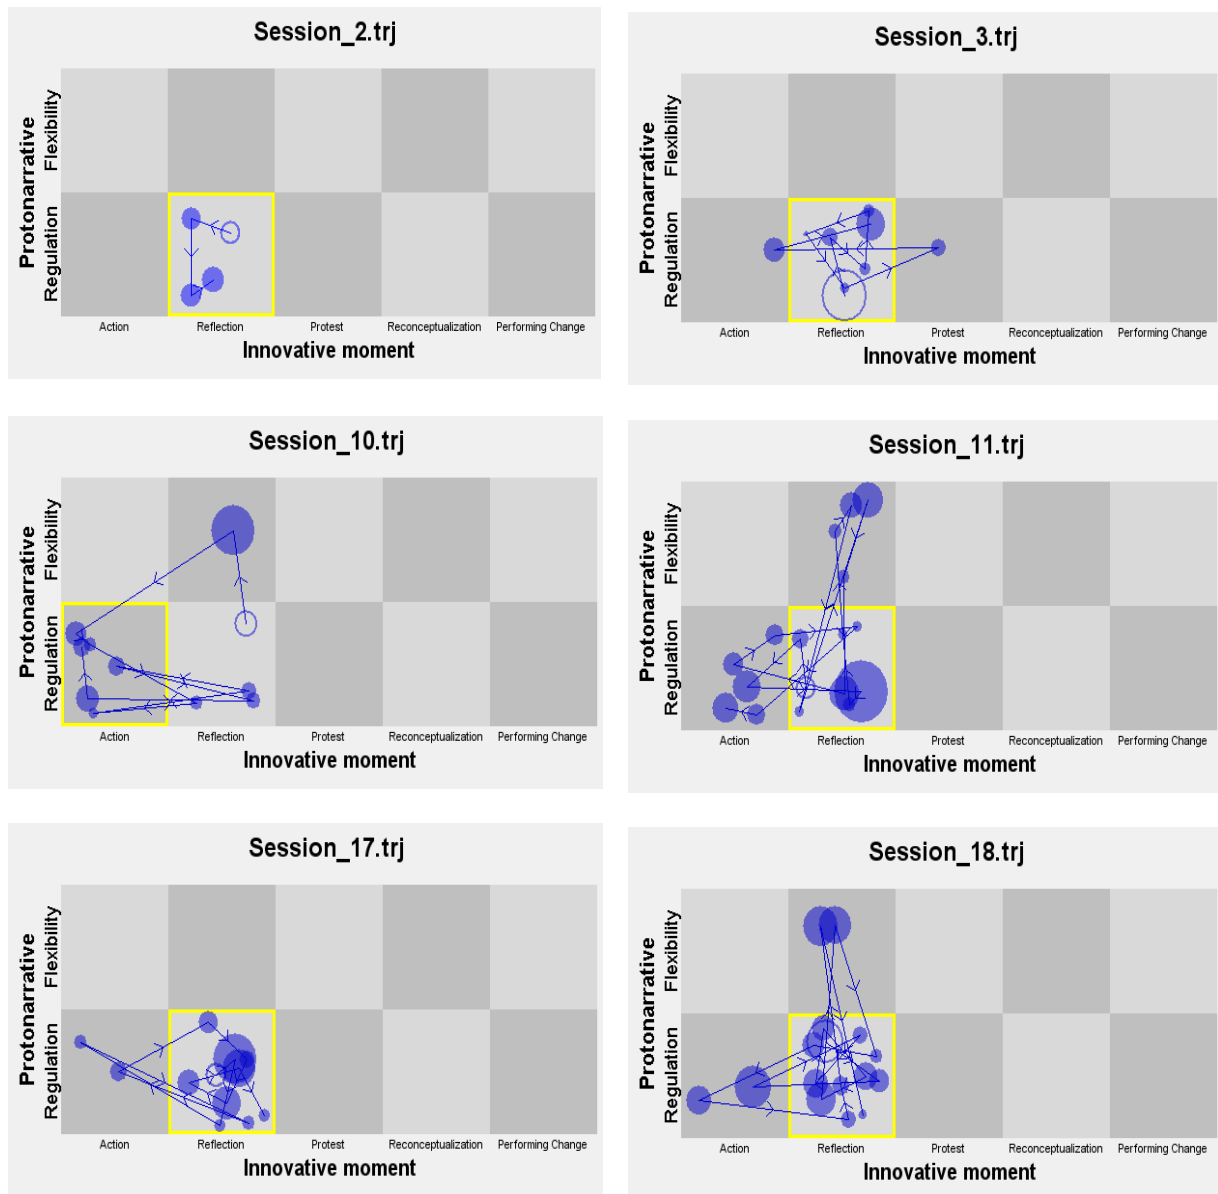 Session_2.trj
Protonarrative
Flexibility
Regulation
Action Reflection Protest Reconceptualization Performing Change
Innovative moment
Session_3.trj
Protonarrative
Flexibility
Regulation
Action Reflection Protest Reconceptualization Performing Change
Innovative moment
Session_10.trj
Protonarrative
Flexibility
Regulation
Action Reflection Protest Reconceptualization Performing Change
Innovative moment
Session_11.trj
Protonarrative
Flexibility
Regulation
Action Reflection Protest Reconceptualization Performing Change
Innovative moment
Session_17.trj
Protonarrative
Flexibility
Regulation
Action Reflection Protest Reconceptualization Performing Change
Innovative moment
Session_18.trj
Protonarrative
Flexibility
Regulation
Action Reflection Protest Reconceptualization Performing Change
Innovative moment